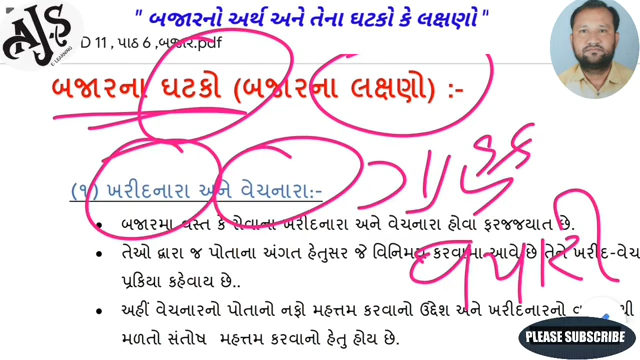 " બજારનો અર્થ અને તેના ઘટકો કે લક્ષણો "
AJS
E-LEARNING
D 11 , પાઠ 6 ,બજાર.pdf
બજારના ઘટકો (બજારના લક્ષણો) :-
(૧) ખરીદનારા અને વેચનારા:-
ગ્રાહક
• બજારમા વસ્તુ કે સેવાના ખરીદનારા અને વેચનારા હોવા ફરજજયાત છે.
• તેઓ દ્વારા જ પોતાના અંગત હેતુસર જે વિનિમય કરવામા આવે છે તેને ખરીદ-વેચ
પ્રક્રિયા કહેવાય છે..
• અહીં વેચનારનો પોતાનો નફો મહત્તમ કરવાનો ઉદ્દેશ અને ખરીદનારનો
મળતો સંતોષ મહત્તમ કરવાનો હેતુ હોય છે.
PLEASE SUBSCRIBE